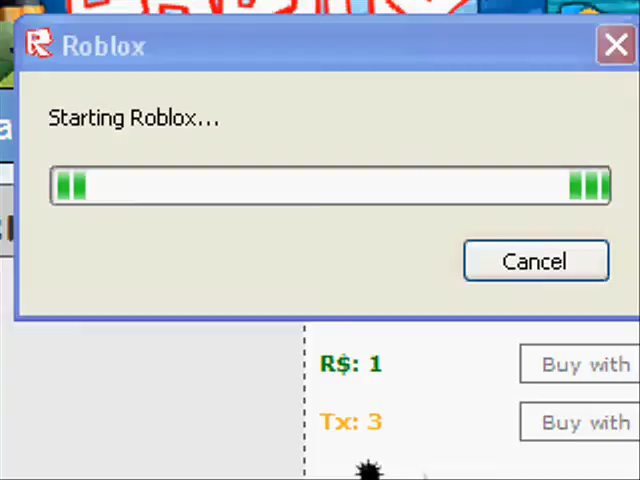 Roblox
Starting Roblox...
Cancel
R$: 1
Buy with
Tx: 3
Buy with